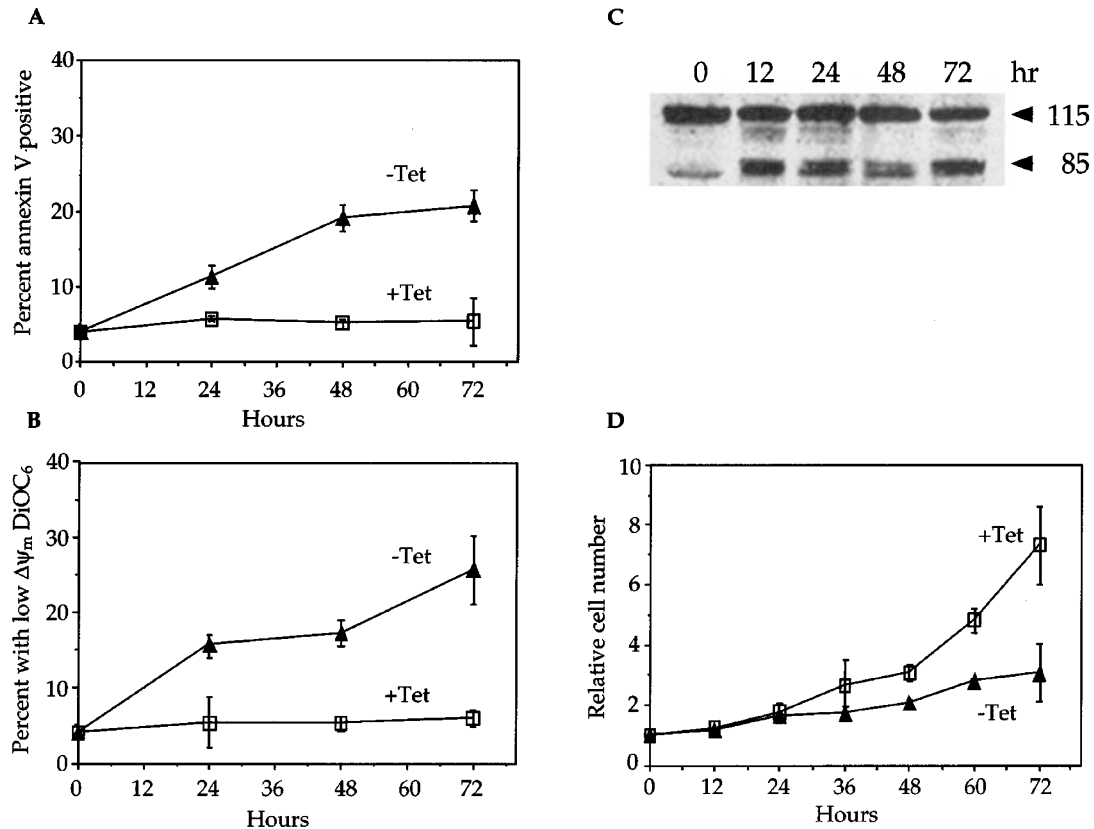 A
Percent annexin V-positive
40
30
20
10
0
-Tet
+Tet
0 12 24 36 48 60 72
Hours
B
Percent with low Δψm DiOC6
40
30
20
10
0
-Tet
+Tet
0 24 36 48 60 72
Hours
C
0 12 24 48 72 hr
115
85
D
Relative cell number
10
8
6
4
2
0
+Tet
-Tet
0 12 24 36 48 60 72
Hours